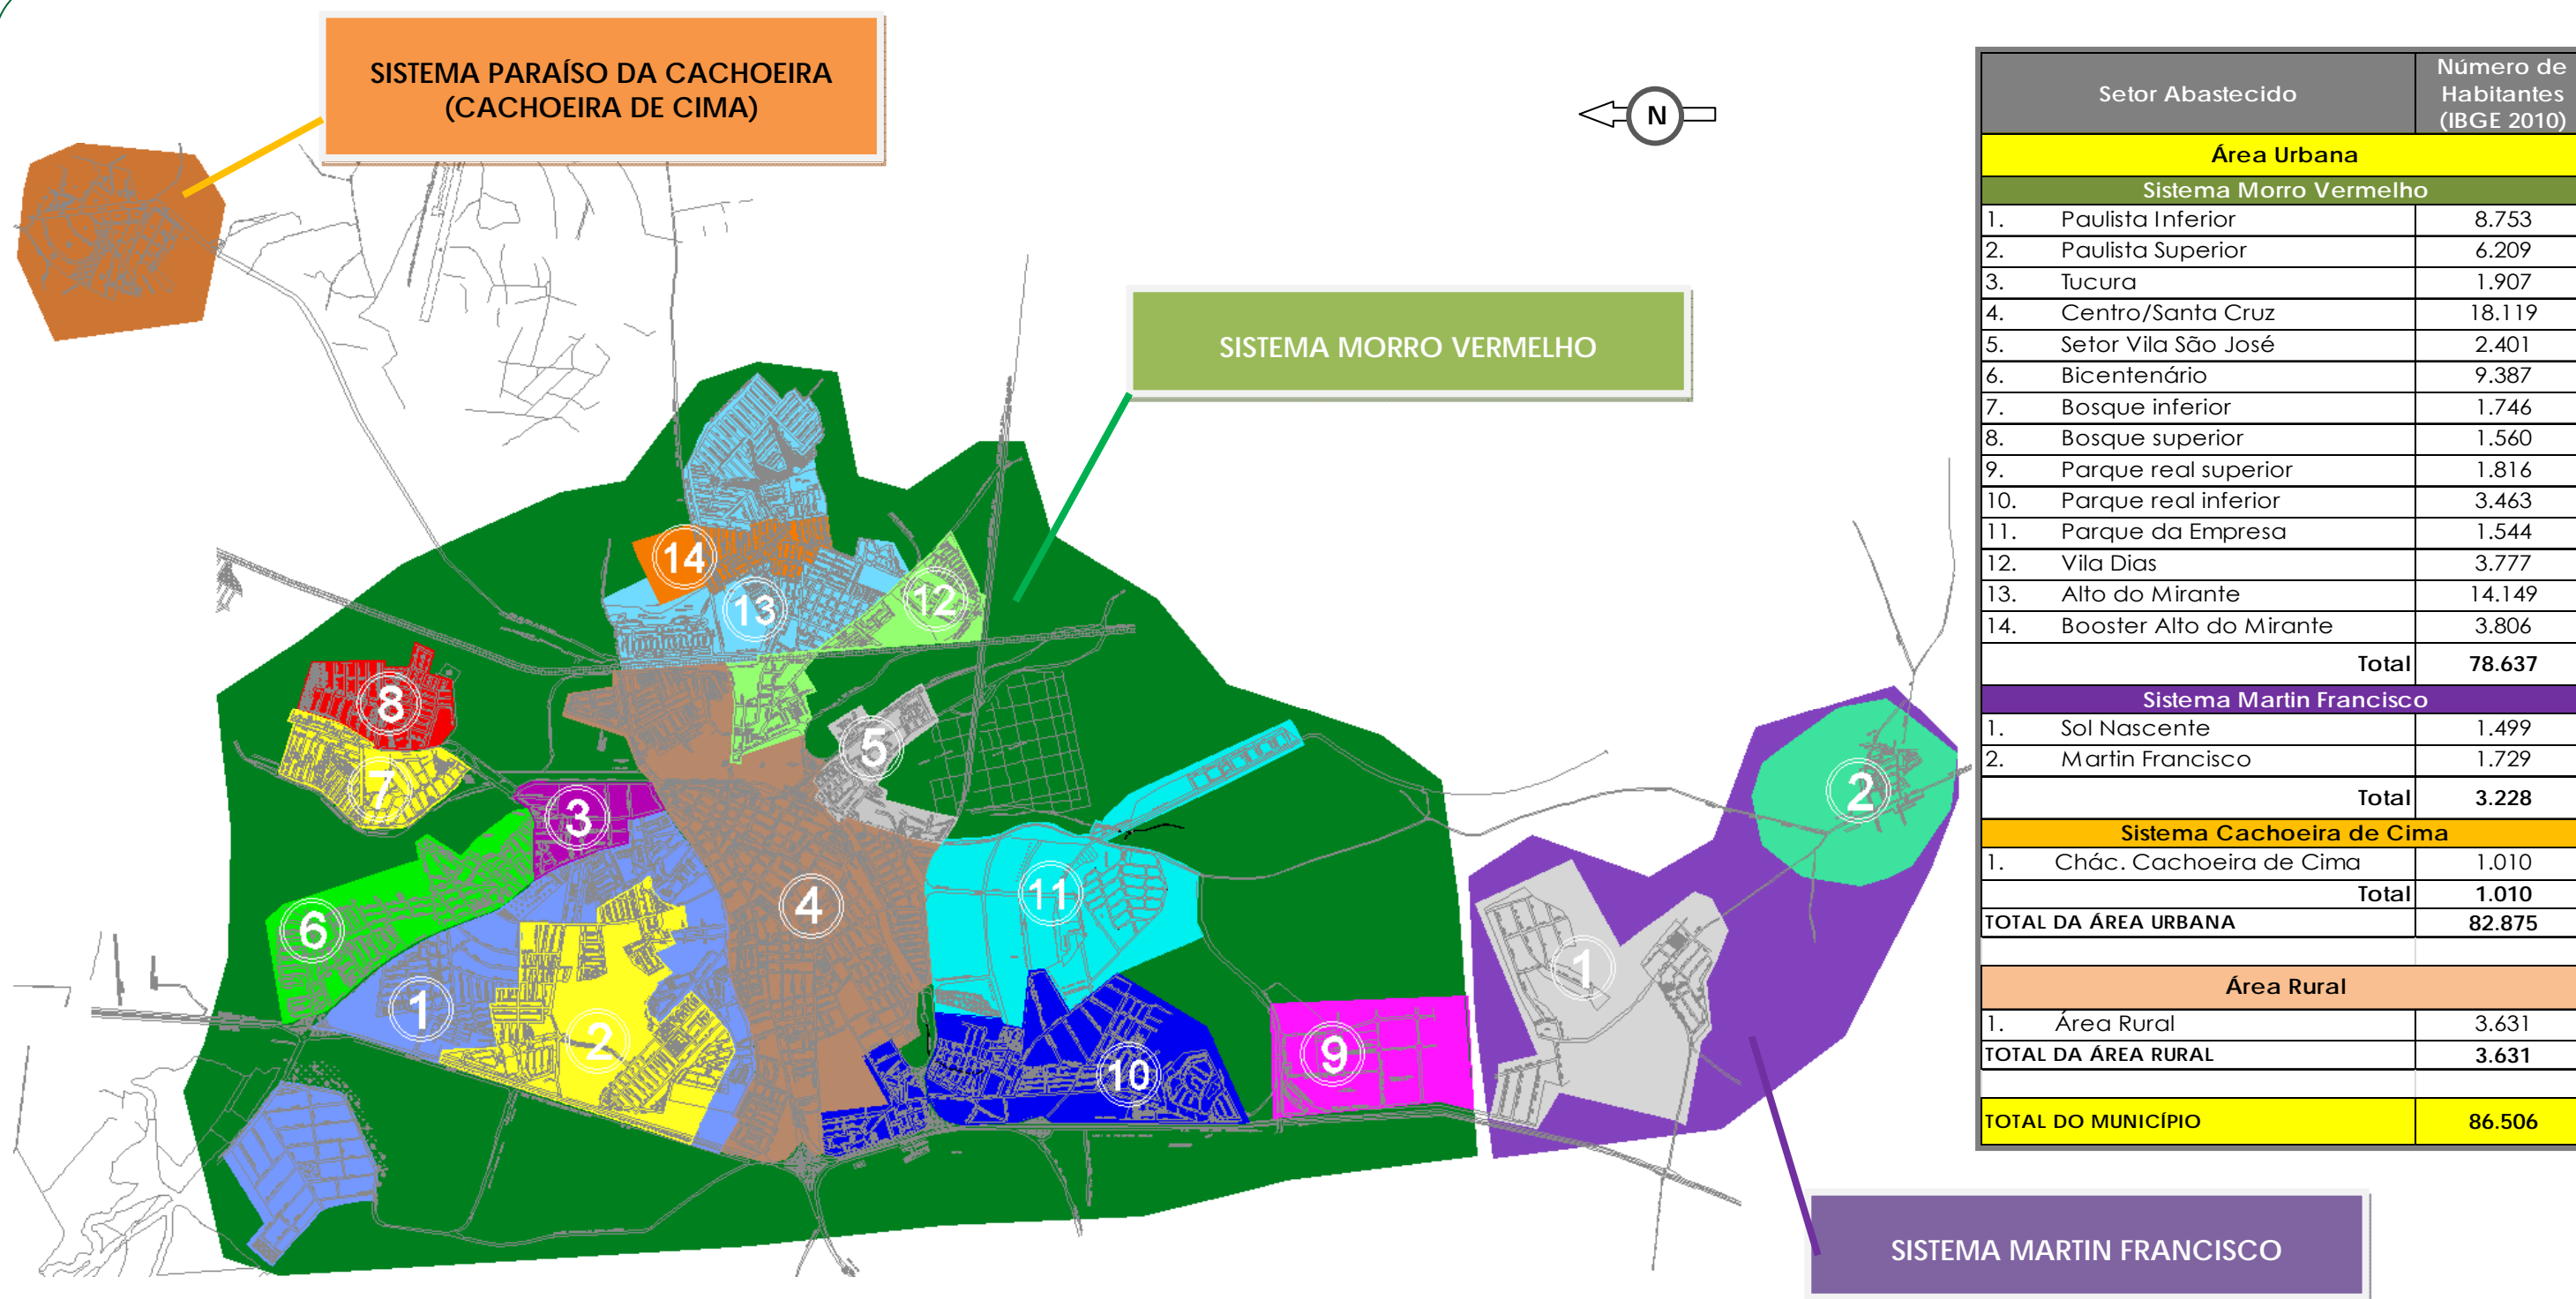 SISTEMA PARAÍSO DA CACHOEIRA
(CACHOEIRA DE CIMA)
N
SISTEMA MORRO VERMELHO
14
13
12
8
7
5
3
6
4
11
1
2
10
9
2
1
SISTEMA MARTIN FRANCISCO
Setor Abastecido
Número de
Habitantes
(IBGE 2010)
Área Urbana
Sistema Morro Vermelho
1. Paulista Inferior 8.753
2. Paulista Superior 6.209
3. Tucura 1.907
4. Centro/Santa Cruz 18.119
5. Setor Vila São José 2.401
6. Bicentenário 9.387
7. Bosque inferior 1.746
8. Bosque superior 1.560
9. Parque real superior 1.816
10. Parque real inferior 3.463
11. Parque da Empresa 1.544
12. Vila Dias 3.777
13. Alto do Mirante 14.149
14. Booster Alto do Mirante 3.806
Total 78.637
Sistema Martin Francisco
1. Sol Nascente 1.499
2. Martin Francisco 1.729
Total 3.228
Sistema Cachoeira de Cima
1. Chác. Cachoeira de Cima 1.010
Total 1.010
TOTAL DA ÁREA URBANA 82.875
Área Rural
1. Área Rural 3.631
TOTAL DA ÁREA RURAL 3.631
TOTAL DO MUNICÍPIO 86.506